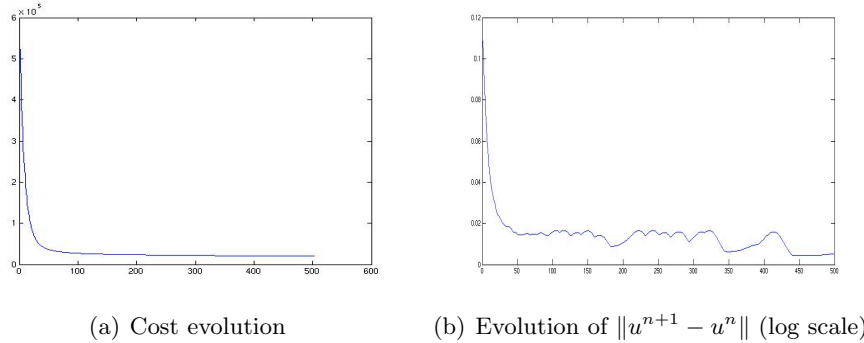 6 × 10^5
5
4
3
2
1
0
0 100 200 300 400 500 600
0.12
0.1
0.08
0.06
0.04
0.02
0
0 50 100 150 200 250 300 350 400 450 500
(a) Cost evolution
(b) Evolution of ‖u^{n+1} − u^n‖ (log scale)